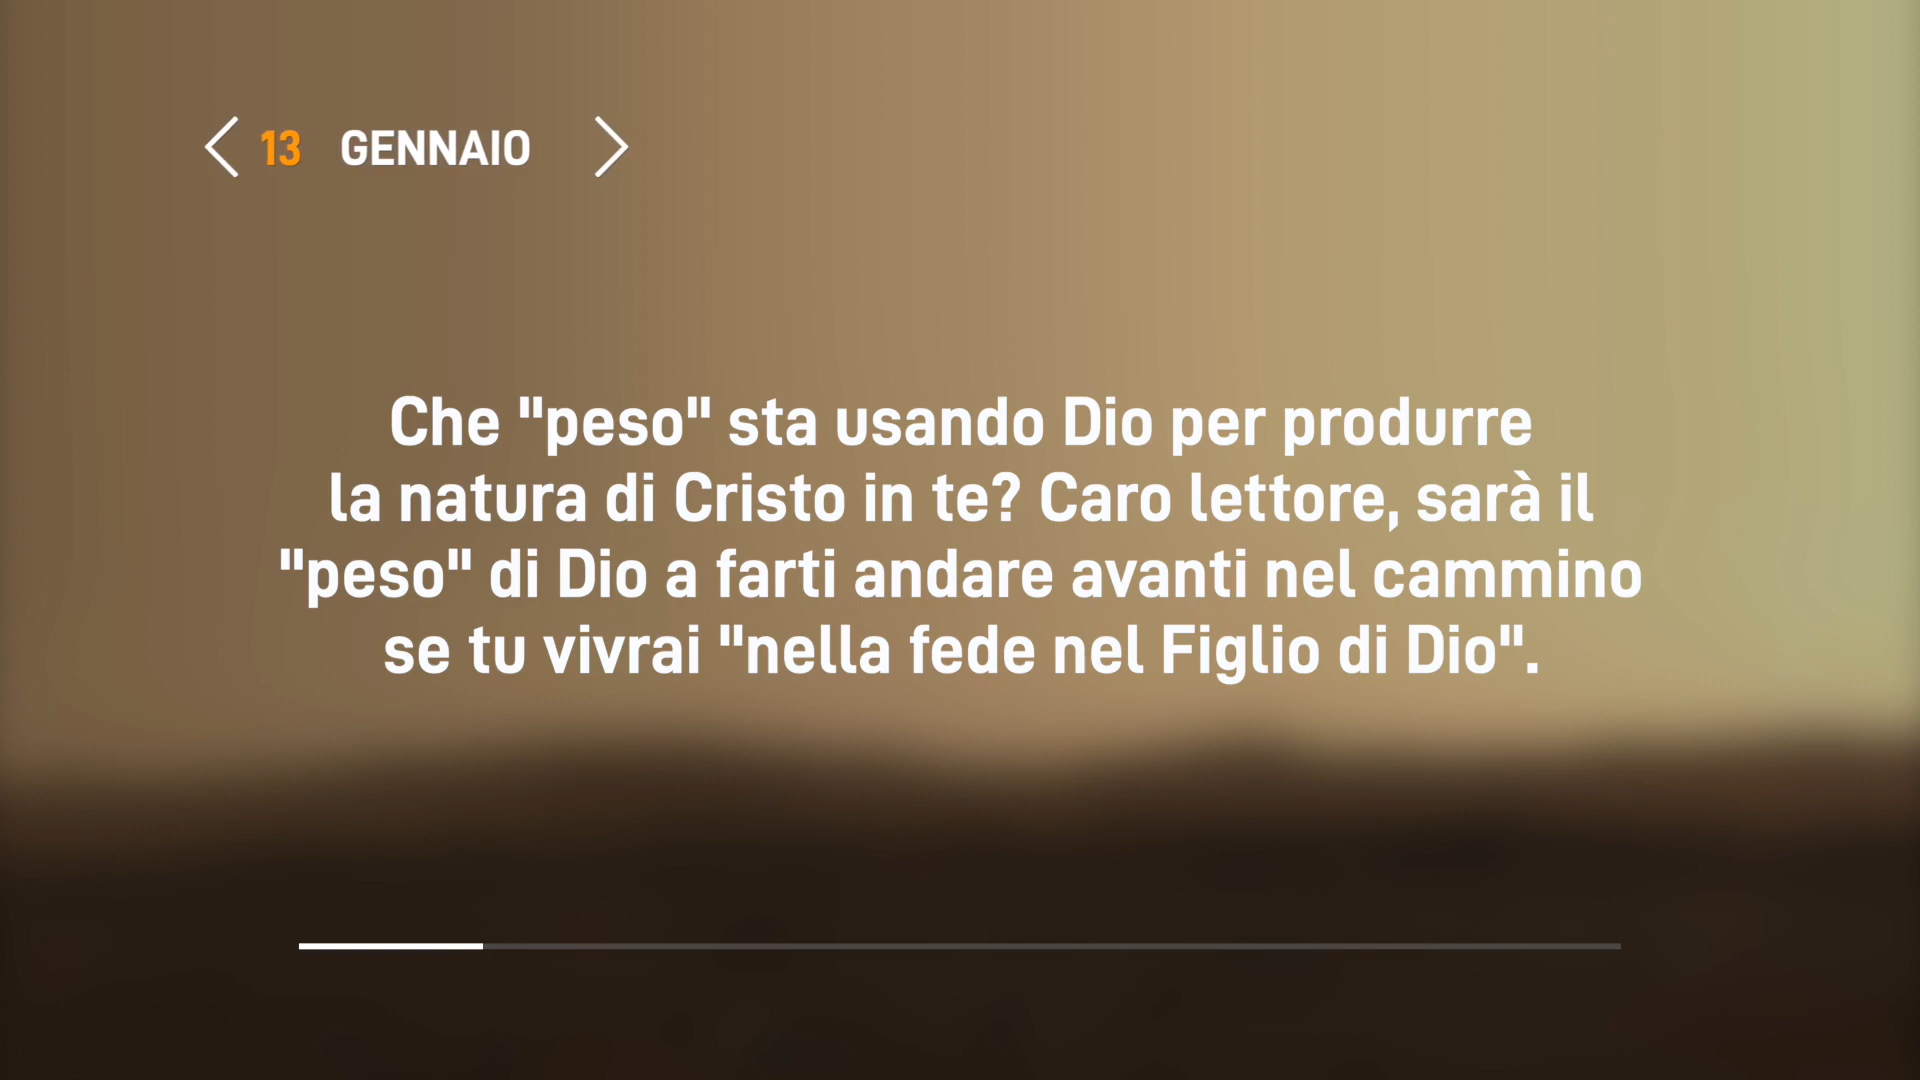 13 GENNAIO
Che "peso" sta usando Dio per produrre
la natura di Cristo in te? Caro lettore, sarà il
"peso" di Dio a farti andare avanti nel cammino
se tu vivrai "nella fede nel Figlio di Dio".